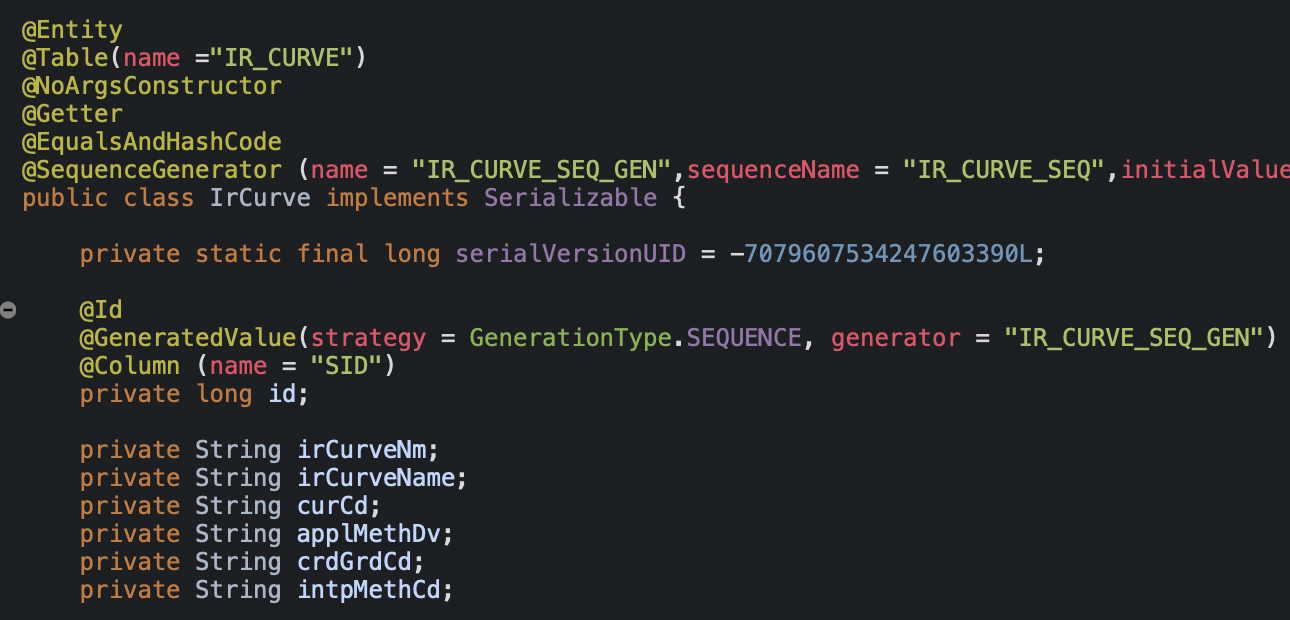 @Entity
@Table(name ="IR_CURVE")
@NoArgsConstructor
@Getter
@EqualsAndHashCode
@SequenceGenerator (name = "IR_CURVE_SEQ_GEN",sequenceName = "IR_CURVE_SEQ",initialValue
public class IrCurve implements Serializable {
private static final long serialVersionUID = -7079607534247603390L;
@Id
@GeneratedValue(strategy = GenerationType.SEQUENCE, generator = "IR_CURVE_SEQ_GEN")
@Column (name = "SID")
private long id;
private String irCurveNm;
private String irCurveName;
private String curCd;
private String applMethDv;
private String crdGrdCd;
private String intpMethCd;